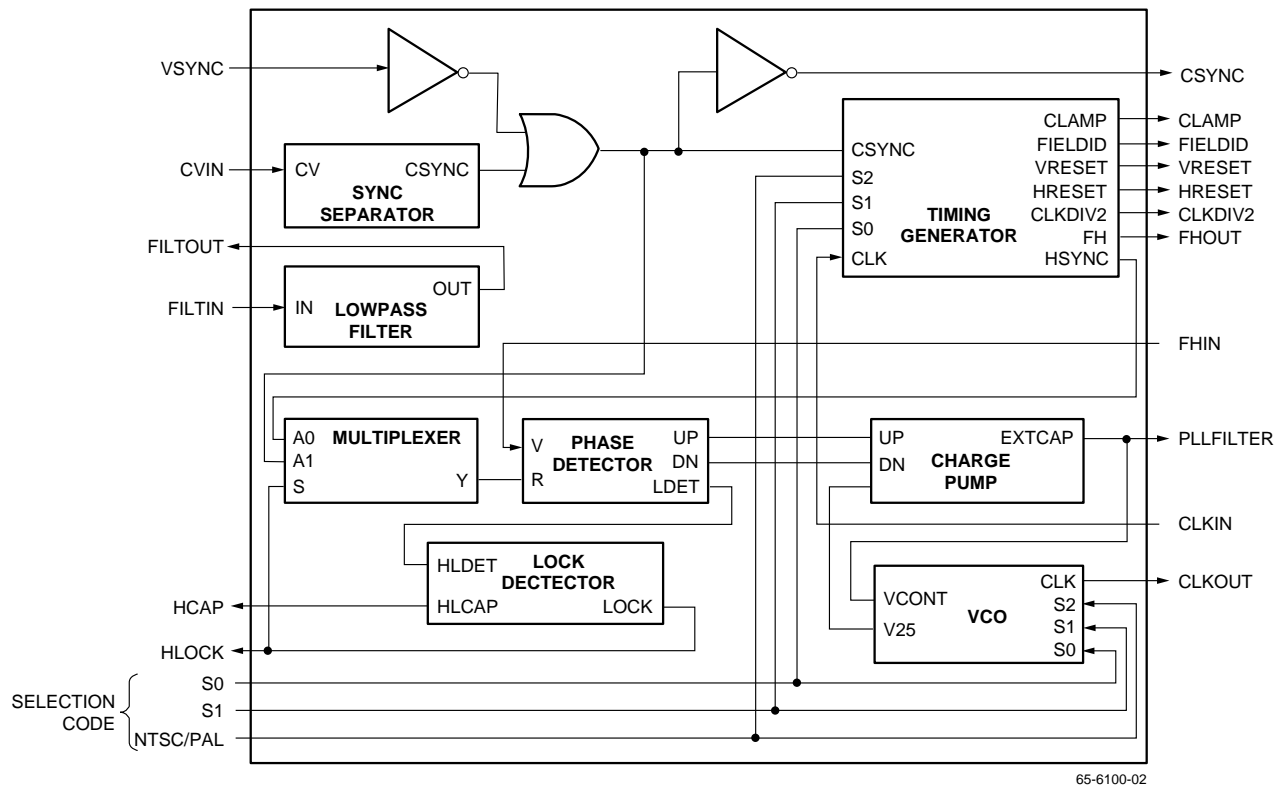 VSYNC
CSYNC
CVIN
CV
CSYNC
SYNC
SEPARATOR
FILTOUT
FILTIN
IN
OUT
LOWPASS
FILTER
CSYNC
S2
S1
S0
CLK
TIMING
GENERATOR
CLAMP
FIELDID
VRESET
HRESET
CLKDIV2
FH
HSYNC
CLAMP
FIELDID
VRESET
HRESET
CLKDIV2
FHOUT
FHIN
A0
A1
S
MULTIPLEXER
Y
V
R
PHASE
DETECTOR
UP
DN
LDET
UP
DN
EXTCAP
CHARGE
PUMP
PLLFILTER
CLKIN
HLDET
HLCAP
LOCK
DECTECTOR
LOCK
HCAP
HLOCK
VCONT
V25
VCO
CLK
S2
S1
S0
CLKOUT
SELECTION
CODE
S0
S1
NTSC/PAL
65-6100-02